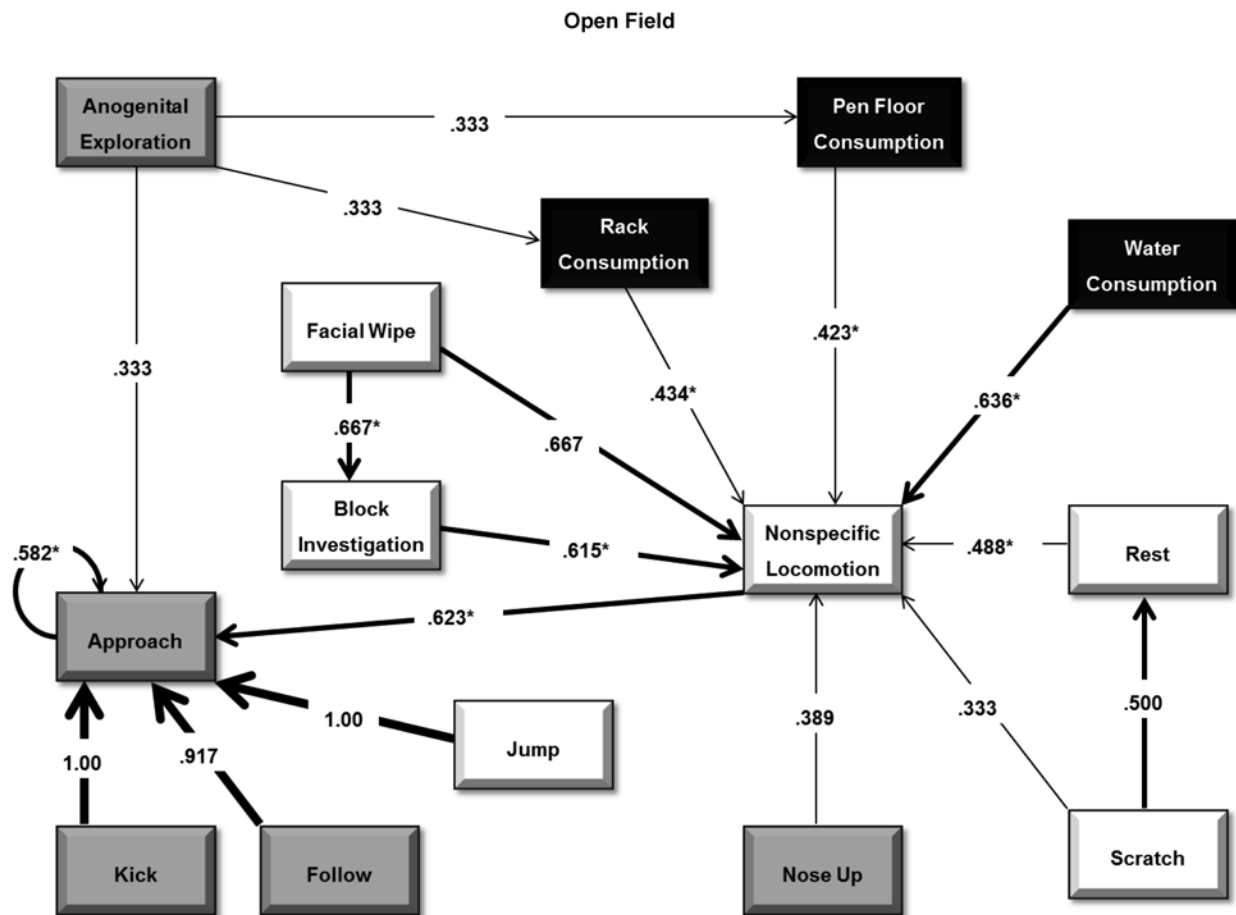 Open Field
Anogenital
Exploration
.333
Pen Floor
Consumption
.333
Rack
Consumption
Water
Consumption
Facial Wipe
.333
.423*
.434*
.636*
.667*
.667
Block
Investigation
.615*
Nonspecific
Locomotion
.488*
Rest
.582*
.623*
Approach
1.00
.917
1.00
Jump
.389
.333
.500
Kick
Follow
Nose Up
Scratch